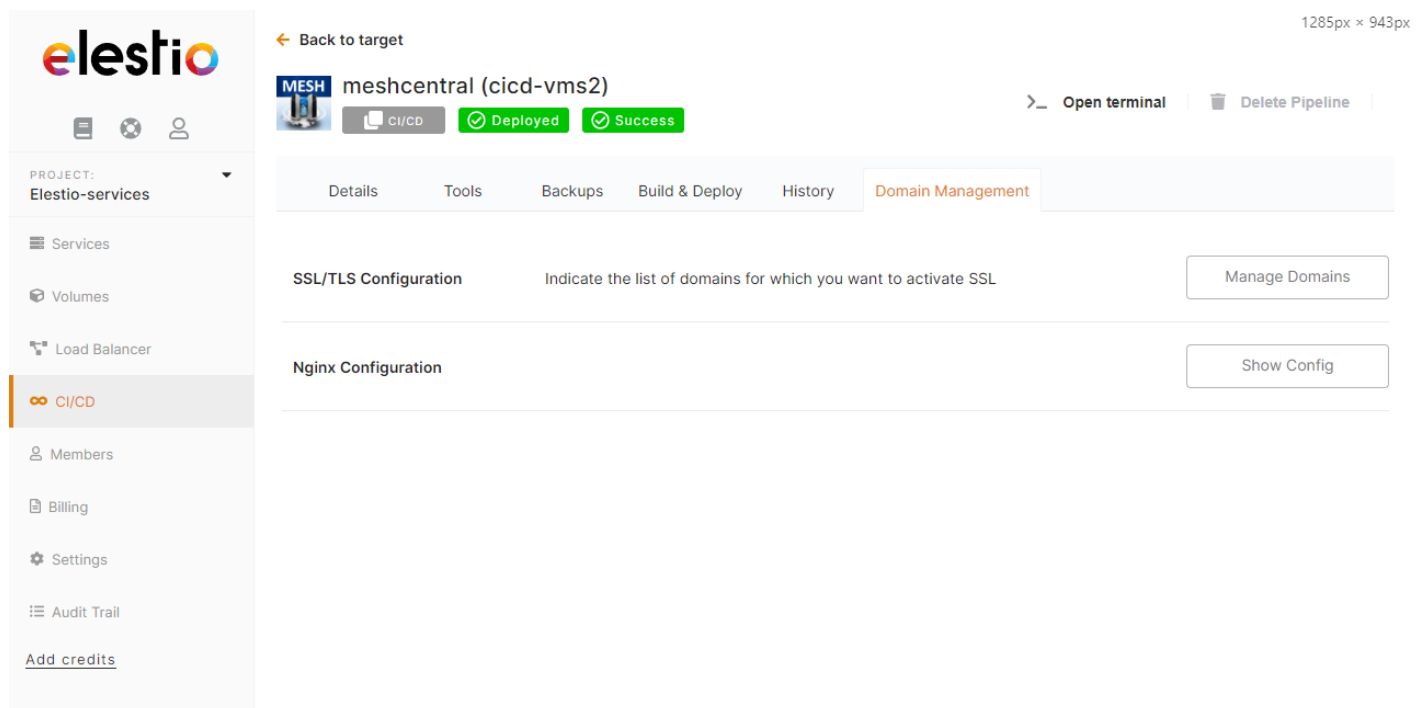 1285px × 943px
elestio
← Back to target
MESH
meshcentral (cicd-vms2)
CI/CD
Deployed
Success
>_ Open terminal
Delete Pipeline
PROJECT:
Elestio-services
Details
Tools
Backups
Build & Deploy
History
Domain Management
Services
Volumes
Load Balancer
CI/CD
Members
Billing
Settings
Audit Trail
Add credits
SSL/TLS Configuration
Indicate the list of domains for which you want to activate SSL
Manage Domains
Nginx Configuration
Show Config